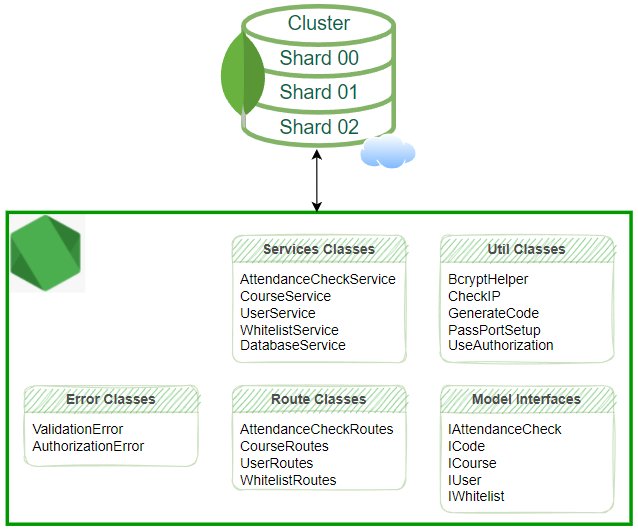 Cluster
Shard 00
Shard 01
Shard 02
Services Classes
AttendanceCheckService
CourseService
UserService
WhitelistService
DatabaseService
Util Classes
BcryptHelper
CheckIP
GenerateCode
PassPortSetup
UseAuthorization
Error Classes
ValidationError
AuthorizationError
Route Classes
AttendanceCheckRoutes
CourseRoutes
UserRoutes
WhitelistRoutes
Model Interfaces
IAttendanceCheck
ICode
ICourse
IUser
IWhitelist